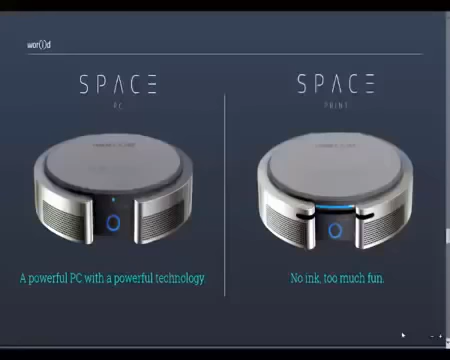 wor(l)d
SPACE
PC
A powerful PC with a powerful technology.
SPACE
PRINT
No ink, too much fun.